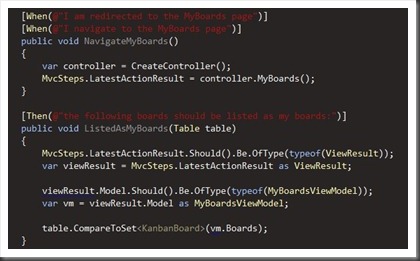 [When(@"I am redirected to the MyBoards page")]
[When(@"I navigate to the MyBoards page")]
public void NavigateMyBoards()
{
var controller = CreateController();
MvcSteps.LatestActionResult = controller.MyBoards();
}
[Then(@"the following boards should be listed as my boards:")]
public void ListedAsMyBoards(Table table)
{
MvcSteps.LatestActionResult.Should().Be.OfType(typeof(ViewResult));
var viewResult = MvcSteps.LatestActionResult as ViewResult;
viewResult.Model.Should().Be.OfType(typeof(MyBoardsViewModel));
var vm = viewResult.Model as MyBoardsViewModel;
table.CompareToSet<KanbanBoard>(vm.Boards);
}